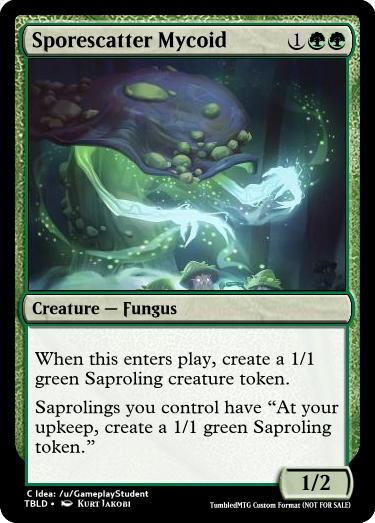 Sporescatter Mycoid 1
Creature — Fungus
When this enters play, create a 1/1
green Saproling creature token.
Saprolings you control have “At your
upkeep, create a 1/1 green Saproling
token.”
1/2
C Idea: /u/GameplayStudent
TBLD • Kurt Jakobi
TumbledMTG Custom Format (NOT FOR SALE)